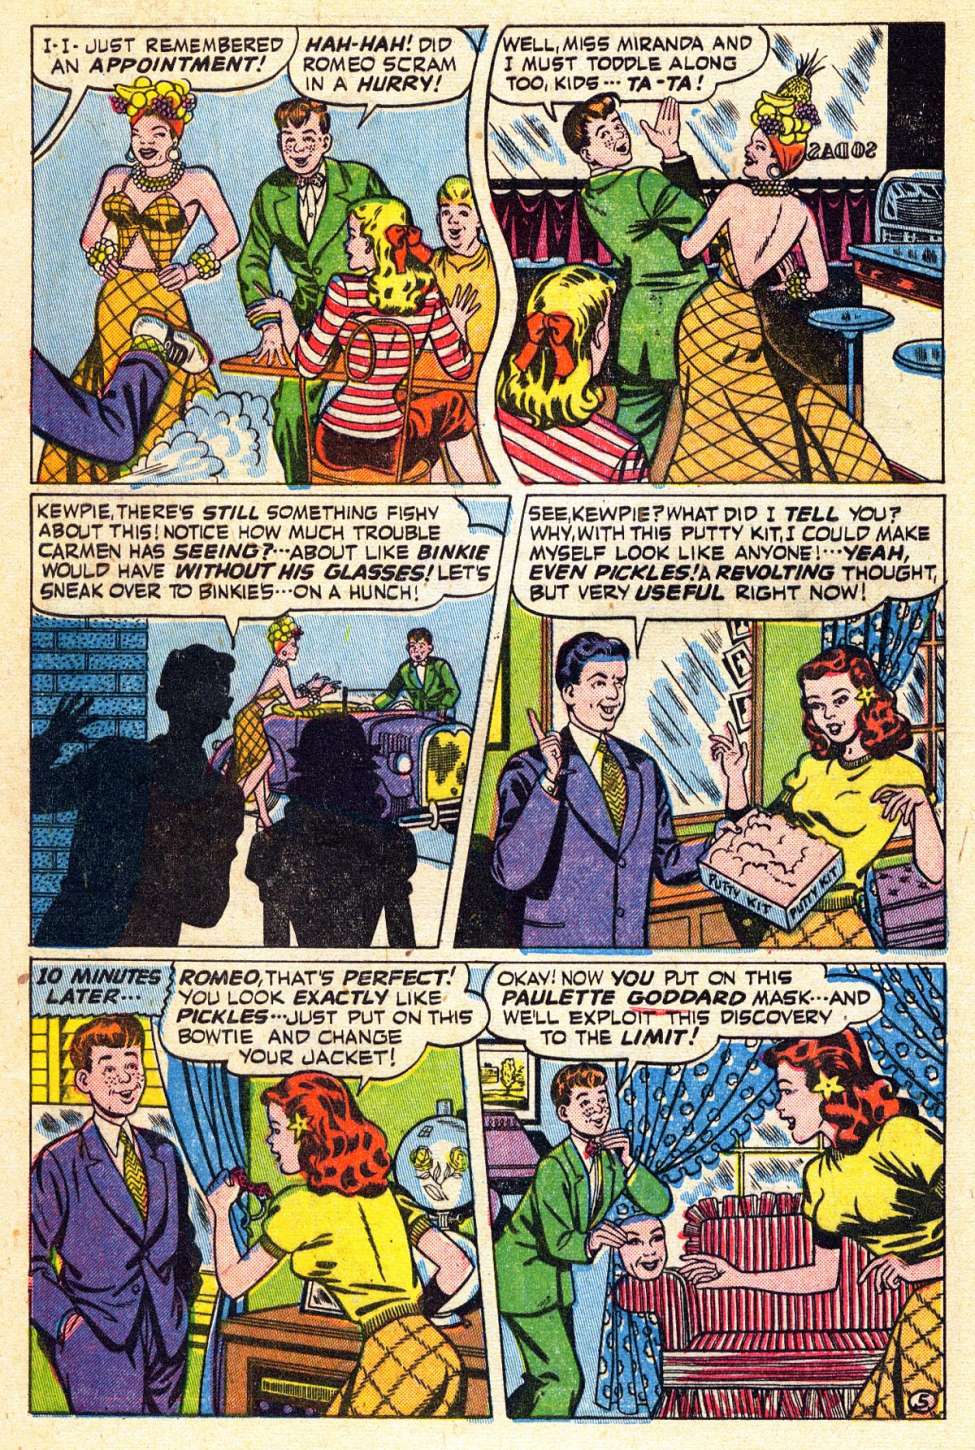 I-I-JUST REMEMBERED
AN APPOINTMENT!
HAH-HAH! DID
ROMEO SCRAM
IN A HURRY!
WELL, MISS MIRANDA AND
I MUST TODDLE ALONG
TOO, KIDS--- TA-TA!
SODAS
KEWPIE, THERE'S STILL SOMETHING FISHY
ABOUT THIS! NOTICE HOW MUCH TROUBLE
CARMEN HAS SEEING?---ABOUT LIKE BINKIE
WOULD HAVE WITHOUT HIS GLASSES! LET'S
SNEAK OVER TO BINKIES---ON A HUNCH!
SEE, KEWPIE? WHAT DID I TELL YOU?
WHY, WITH THIS PUTTY KIT, I COULD MAKE
MYSELF LOOK LIKE ANYONE!---YEAH,
EVEN PICKLES! A REVOLTING THOUGHT,
BUT VERY USEFUL RIGHT NOW!
PUTTY KIT
PUTTY KIT
10 MINUTES
LATER---
ROMEO, THAT'S PERFECT!
YOU LOOK EXACTLY LIKE
PICKLES---JUST PUT ON THIS
BOWTIE AND CHANGE
YOUR JACKET!
OKAY! NOW YOU PUT ON THIS
PAULETTE GODDARD MASK---AND
WE'LL EXPLOIT THIS DISCOVERY
TO THE LIMIT!
5